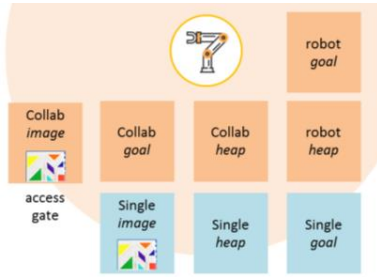 robot
goal
Collab
image
Collab
goal
Collab
heap
robot
heap
access
gate
Single
image
Single
heap
Single
goal